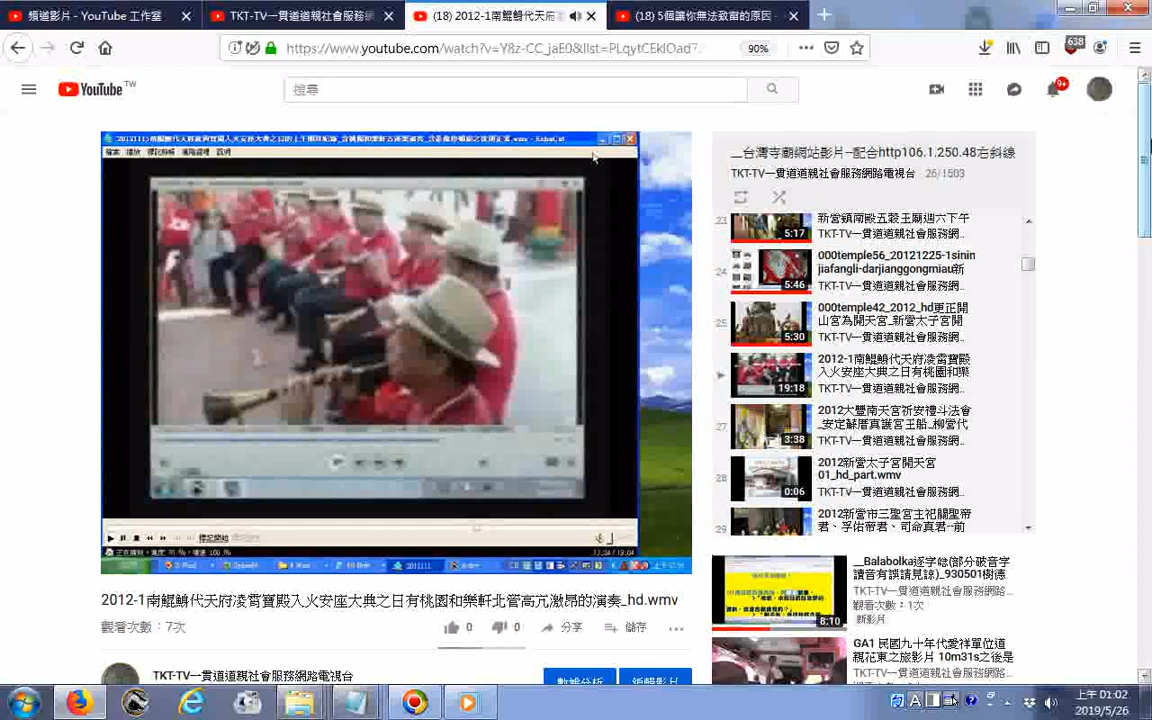 頻道影片 - YouTube 工作室
TKT-TV一貫道道親社會服務網
(18) 2012-1南鯤鯓代天府
(18) 5個讓你無法致富的原因
https://www.youtube.com/watch?v=Y8z-CC_jaE0&list=PLqytCEklOad7
90%
638
YouTube TW
搜尋
9+
__台灣寺廟網站影片--配合http106.1.250.48右斜線
TKT-TV一貫道道親社會服務網路電視台 26/1503
23
5:17
新營鎮南殿五穀王廟週六下午
TKT-TV一貫道道親社會服務網..
24
5:46
000temple56_20121225-1sinin
jiafangli-darjianggongmiau新
TKT-TV一貫道道親社會服務網..
25
5:30
000temple42_2012_hd更正開
山宮為開天宮_新營太子宮開
TKT-TV一貫道道親社會服務網..
19:18
2012-1南鯤鯓代天府凌霄寶殿
入火安座大典之日有桃園和樂
TKT-TV一貫道道親社會服務網..
27
3:38
2012大豐南天宮祈安禮斗法會
_安定蘇厝真護宮王船_柳營代
TKT-TV一貫道道親社會服務網..
28
0:06
2012新營太子宮開天宮
01_hd_part.wmv
TKT-TV一貫道道親社會服務網..
29
2012新營市三聖宮主祀關聖帝
君、孚佑帝君、司命真君--前
標記開始
2012-1南鯤鯓代天府凌霄寶殿入火安座大典之日有桃園和樂軒北管高亢激昂的演奏_hd.wmv
觀看次數：7次
0
0
分享
儲存
TKT-TV一貫道道親社會服務網路電視台
數據分析
編輯影片
8:10
__Balabolka逐字唸(部分破音字
讀音有誤請見諒)_930501樹德
TKT-TV一貫道道親社會服務網..
觀看次數：1次
新影片
GA1 民國九十年代愛祥單位道
親花東之旅影片 10m31s之後是
TKT-TV一貫道道親社會服務網..
上午 01:02
2019/5/26